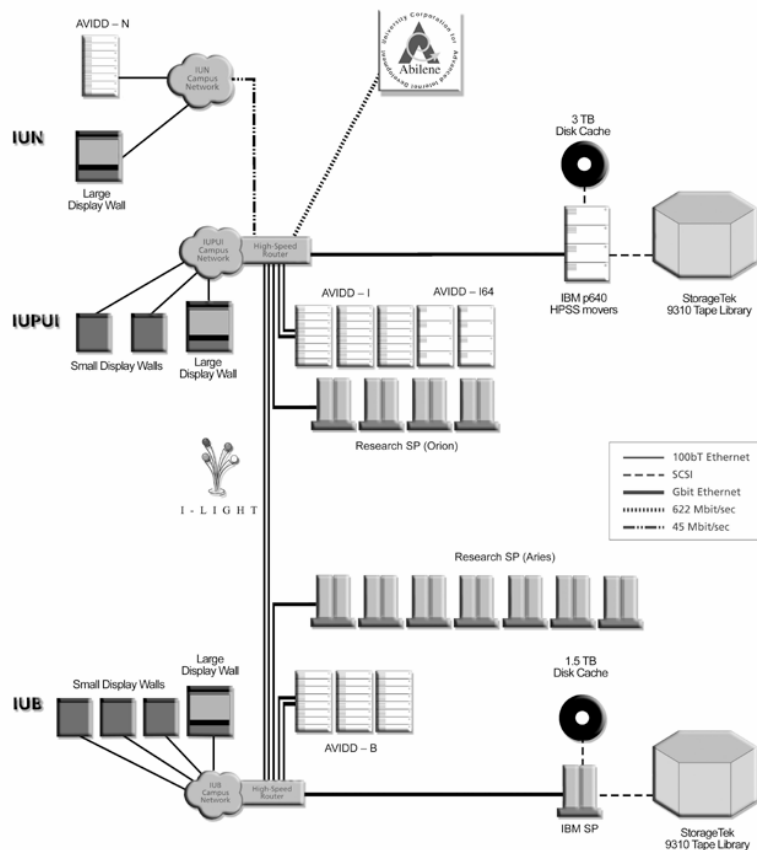 AVIDD – N
IUN
Campus
Network
University Corporation for Advanced Internet Development
Abilene
IUN
Large
Display Wall
3 TB
Disk Cache
IUPUI
Campus
Network
High-Speed
Router
IBM p640
HPSS movers
StorageTek
9310 Tape Library
IUPUI
Small Display Walls
Large
Display Wall
AVIDD – I
AVIDD – I64
Research SP (Orion)
I - LIGHT
100bT Ethernet
SCSI
Gbit Ethernet
622 Mbit/sec
45 Mbit/sec
Research SP (Aries)
IUB
Small Display Walls
Large
Display Wall
AVIDD – B
1.5 TB
Disk Cache
IUB
Campus
Network
High-Speed
Router
IBM SP
StorageTek
9310 Tape Library